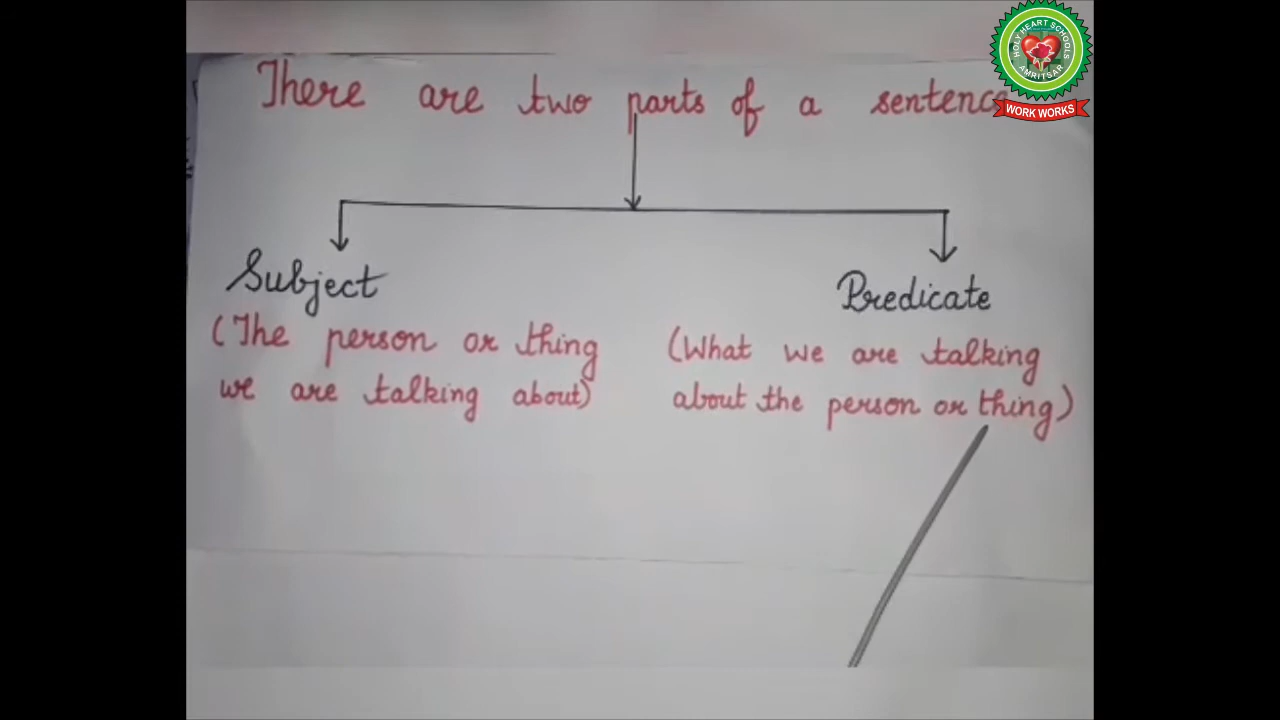 There are two parts of a sentence
Subject
(The person or thing
we are talking about)
Predicate
(What we are talking
about the person or thing)
HOLY HEART SCHOOLS
AMRITSAR
WORK WORKS